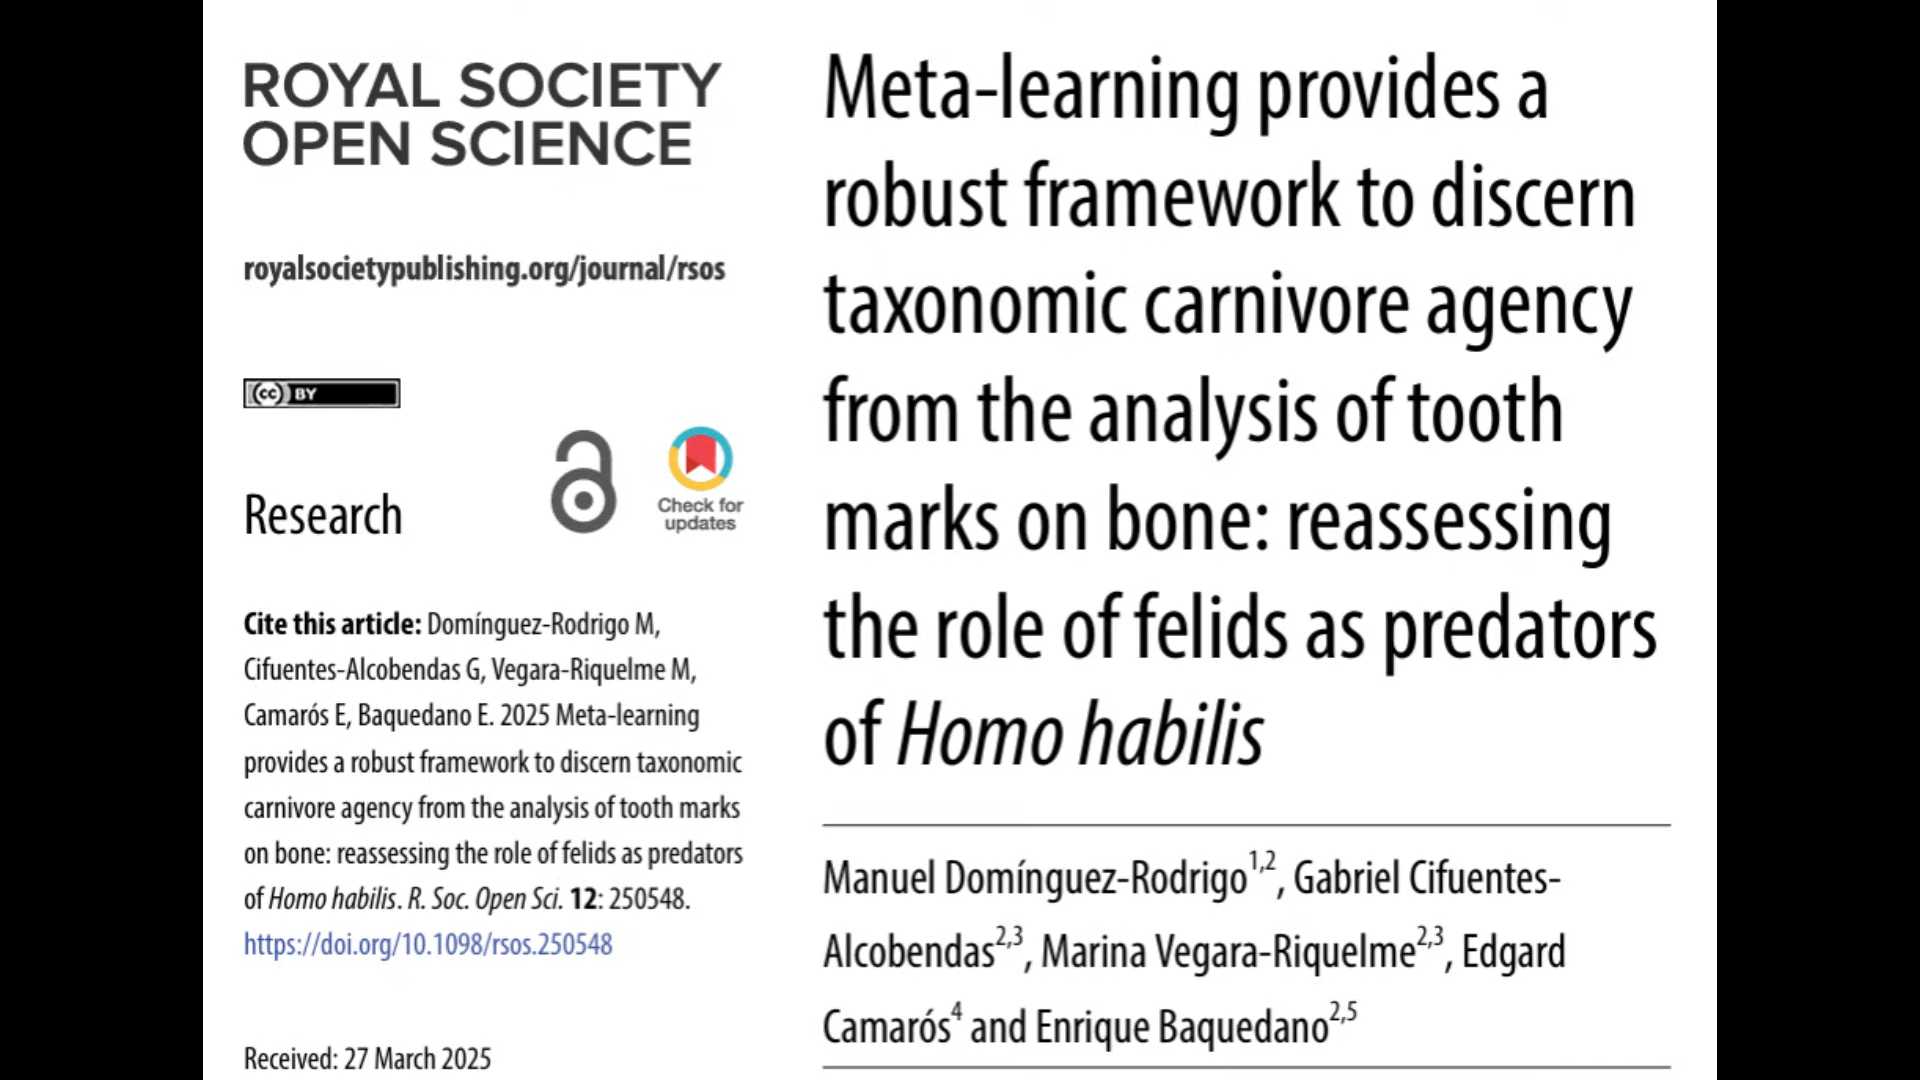 ROYAL SOCIETY
OPEN SCIENCE
royalsocietypublishing.org/journal/rsos
cc BY
Research
Check for
updates
Cite this article: Domínguez-Rodrigo M,
Cifuentes-Alcobendas G, Vegara-Riquelme M,
Camarós E, Baquedano E. 2025 Meta-learning
provides a robust framework to discern taxonomic
carnivore agency from the analysis of tooth marks
on bone: reassessing the role of felids as predators
of Homo habilis. R. Soc. Open Sci. 12: 250548.
https://doi.org/10.1098/rsos.250548
Received: 27 March 2025
Meta-learning provides a
robust framework to discern
taxonomic carnivore agency
from the analysis of tooth
marks on bone: reassessing
the role of felids as predators
of Homo habilis
Manuel Domínguez-Rodrigo1,2, Gabriel Cifuentes-
Alcobendas2,3, Marina Vegara-Riquelme2,3, Edgard
Camarós4 and Enrique Baquedano2,5